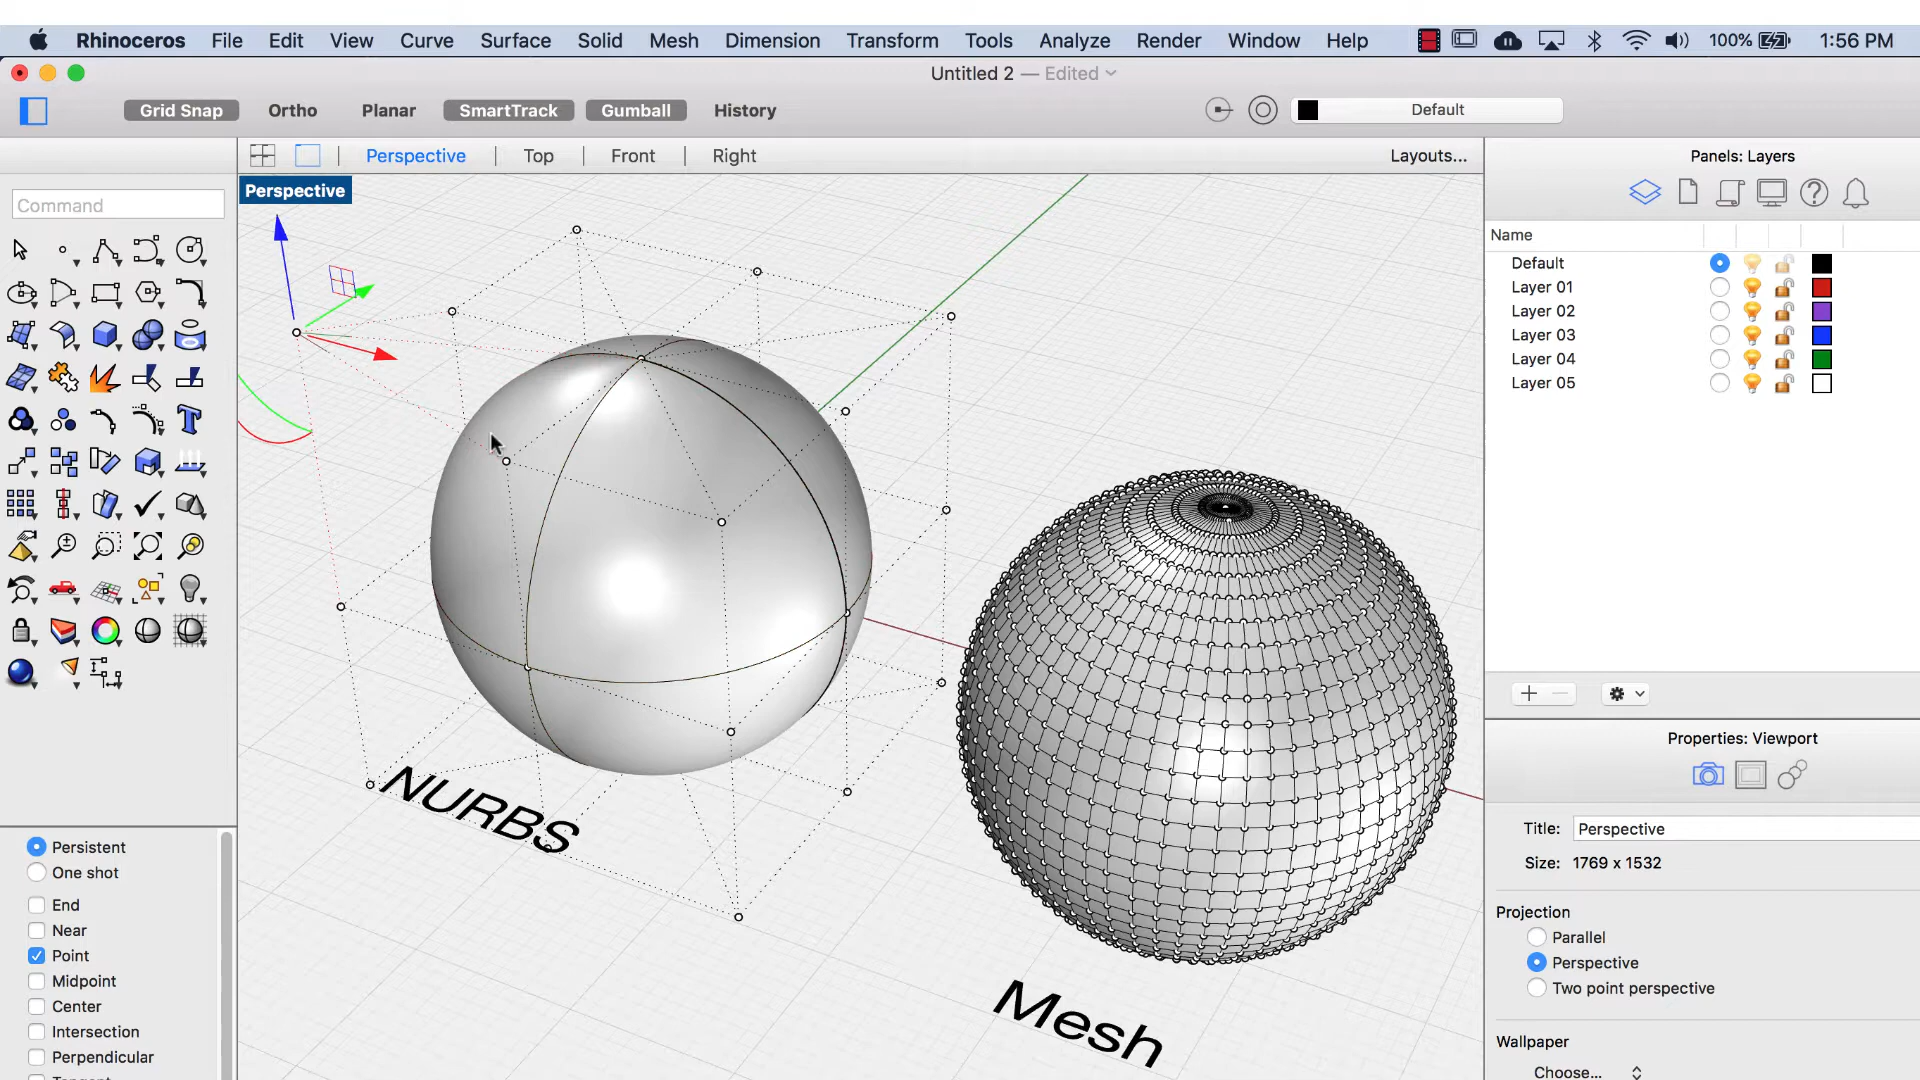 Rhinoceros File Edit View Curve Surface Solid Mesh Dimension Transform Tools Analyze Render Window Help 100% 1:56 PM
Untitled 2 — Edited
Grid Snap Ortho Planar SmartTrack Gumball History Default
Perspective Top Front Right Layouts... Panels: Layers
Perspective
Command
Name
Default
Layer 01
Layer 02
Layer 03
Layer 04
Layer 05
NURBS
Mesh
Properties: Viewport
Title: Perspective
Size: 1769 x 1532
Projection
Parallel
Perspective
Two point perspective
Wallpaper
Choose...
Persistent
One shot
End
Near
Point
Midpoint
Center
Intersection
Perpendicular